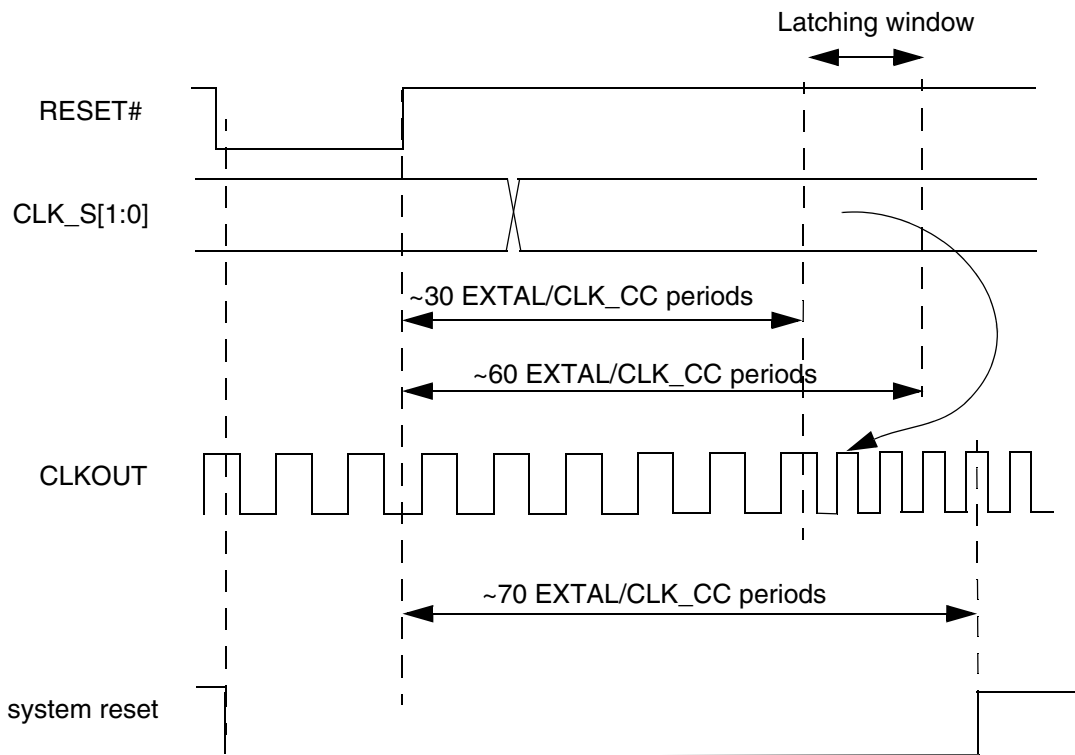 Latching window
RESET#
CLK_S[1:0]
~30 EXTAL/CLK_CC periods
~60 EXTAL/CLK_CC periods
CLKOUT
~70 EXTAL/CLK_CC periods
system reset